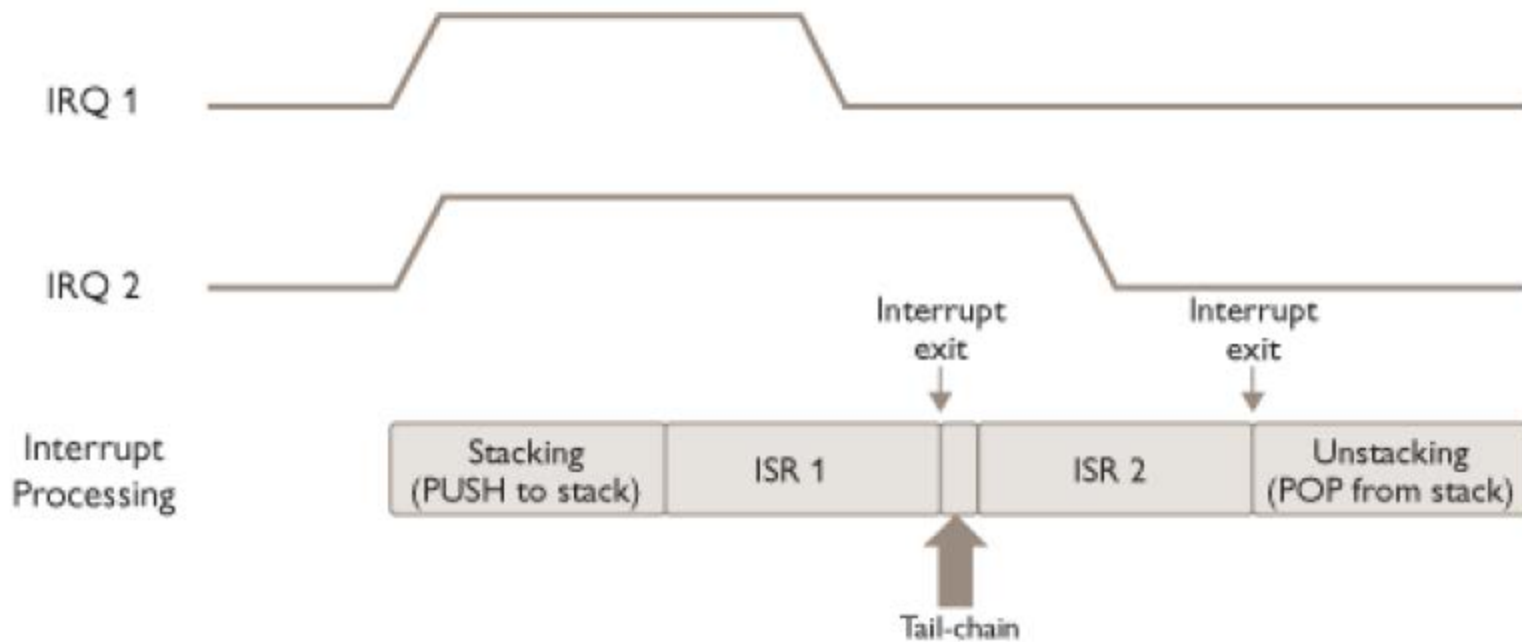 IRQ 1
IRQ 2
Interrupt
exit
Interrupt
exit
Interrupt
Processing
Stacking
(PUSH to stack)
ISR 1
ISR 2
Unstacking
(POP from stack)
Tail-chain